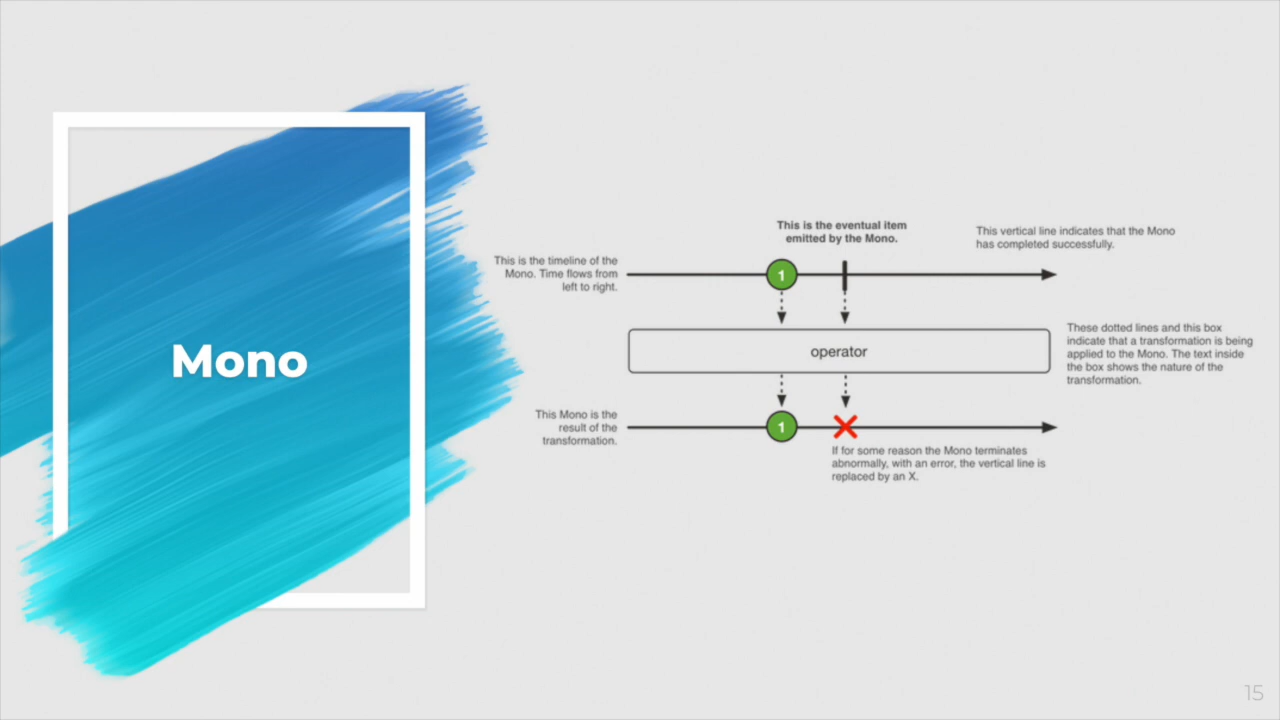 Mono
This is the eventual item
emitted by the Mono.
This vertical line indicates that the Mono
has completed successfully.
This is the timeline of the
Mono. Time flows from
left to right.
1
operator
These dotted lines and this box
indicate that a transformation is being
applied to the Mono. The text inside
the box shows the nature of the
transformation.
This Mono is the
result of the
transformation.
1
If for some reason the Mono terminates
abnormally, with an error, the vertical line is
replaced by an X.
15